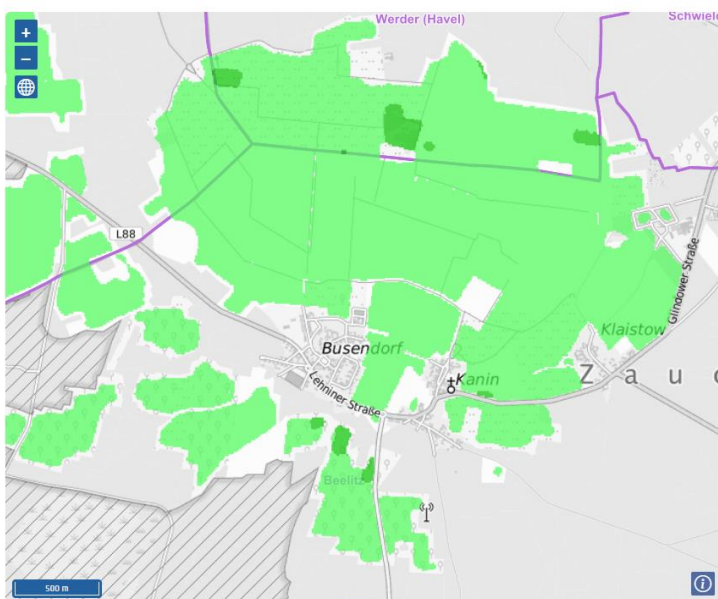 +
Werder (Havel)
Schwiel
–
L88
Glindower Straße
Klaistow
Busendorf
Kanin
Z a u c
Lehniner Straße
Beelitz
500 m
i